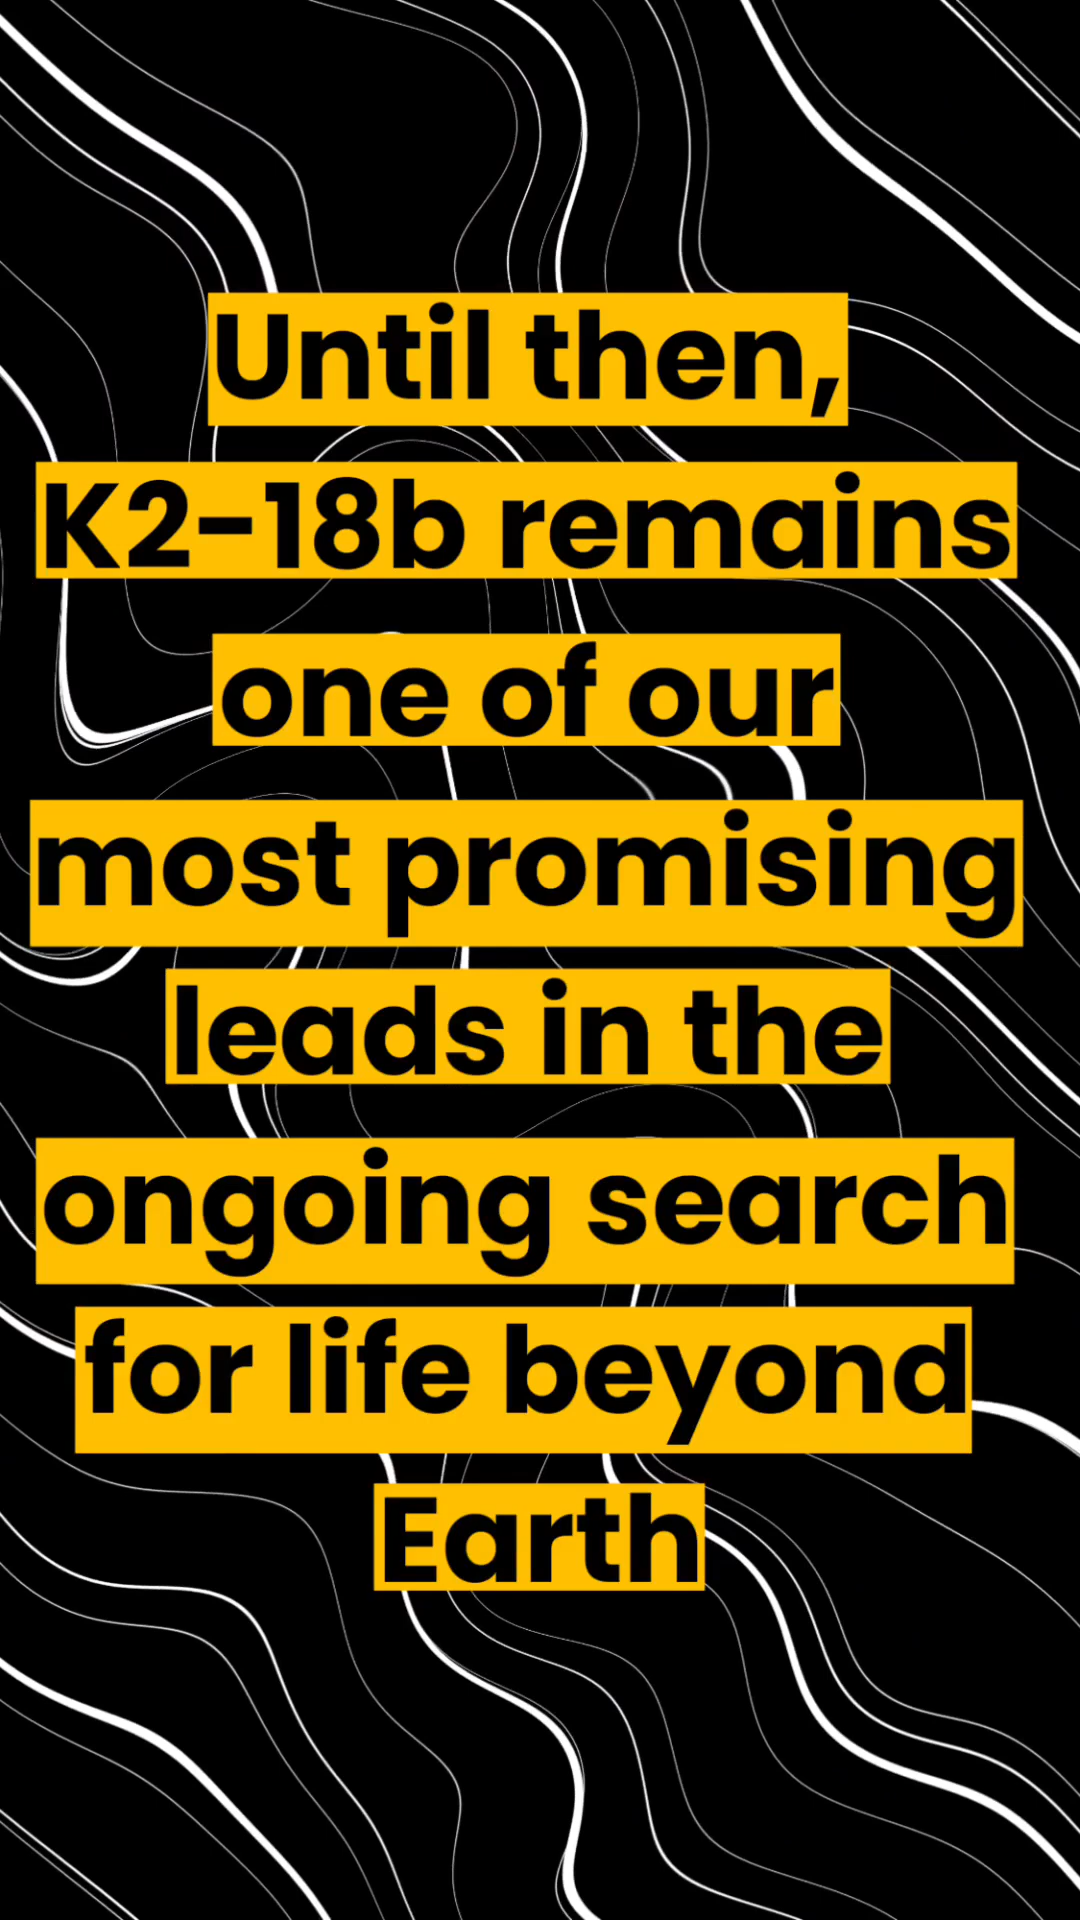 Until then,
K2-18b remains
one of our
most promising
leads in the
ongoing search
for life beyond
Earth